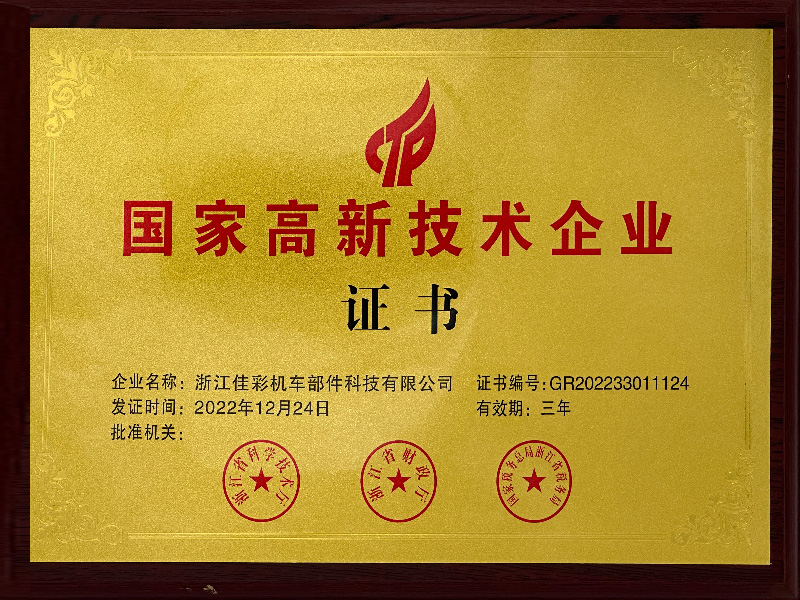 CTP
国家高新技术企业
证书
企业名称：浙江佳彩机车部件科技有限公司 证书编号：GR202233011124
发证时间：2022年12月24日 有效期：三年
批准机关：
浙江省科学技术厅 浙江省财政厅 国家税务总局浙江省税务局